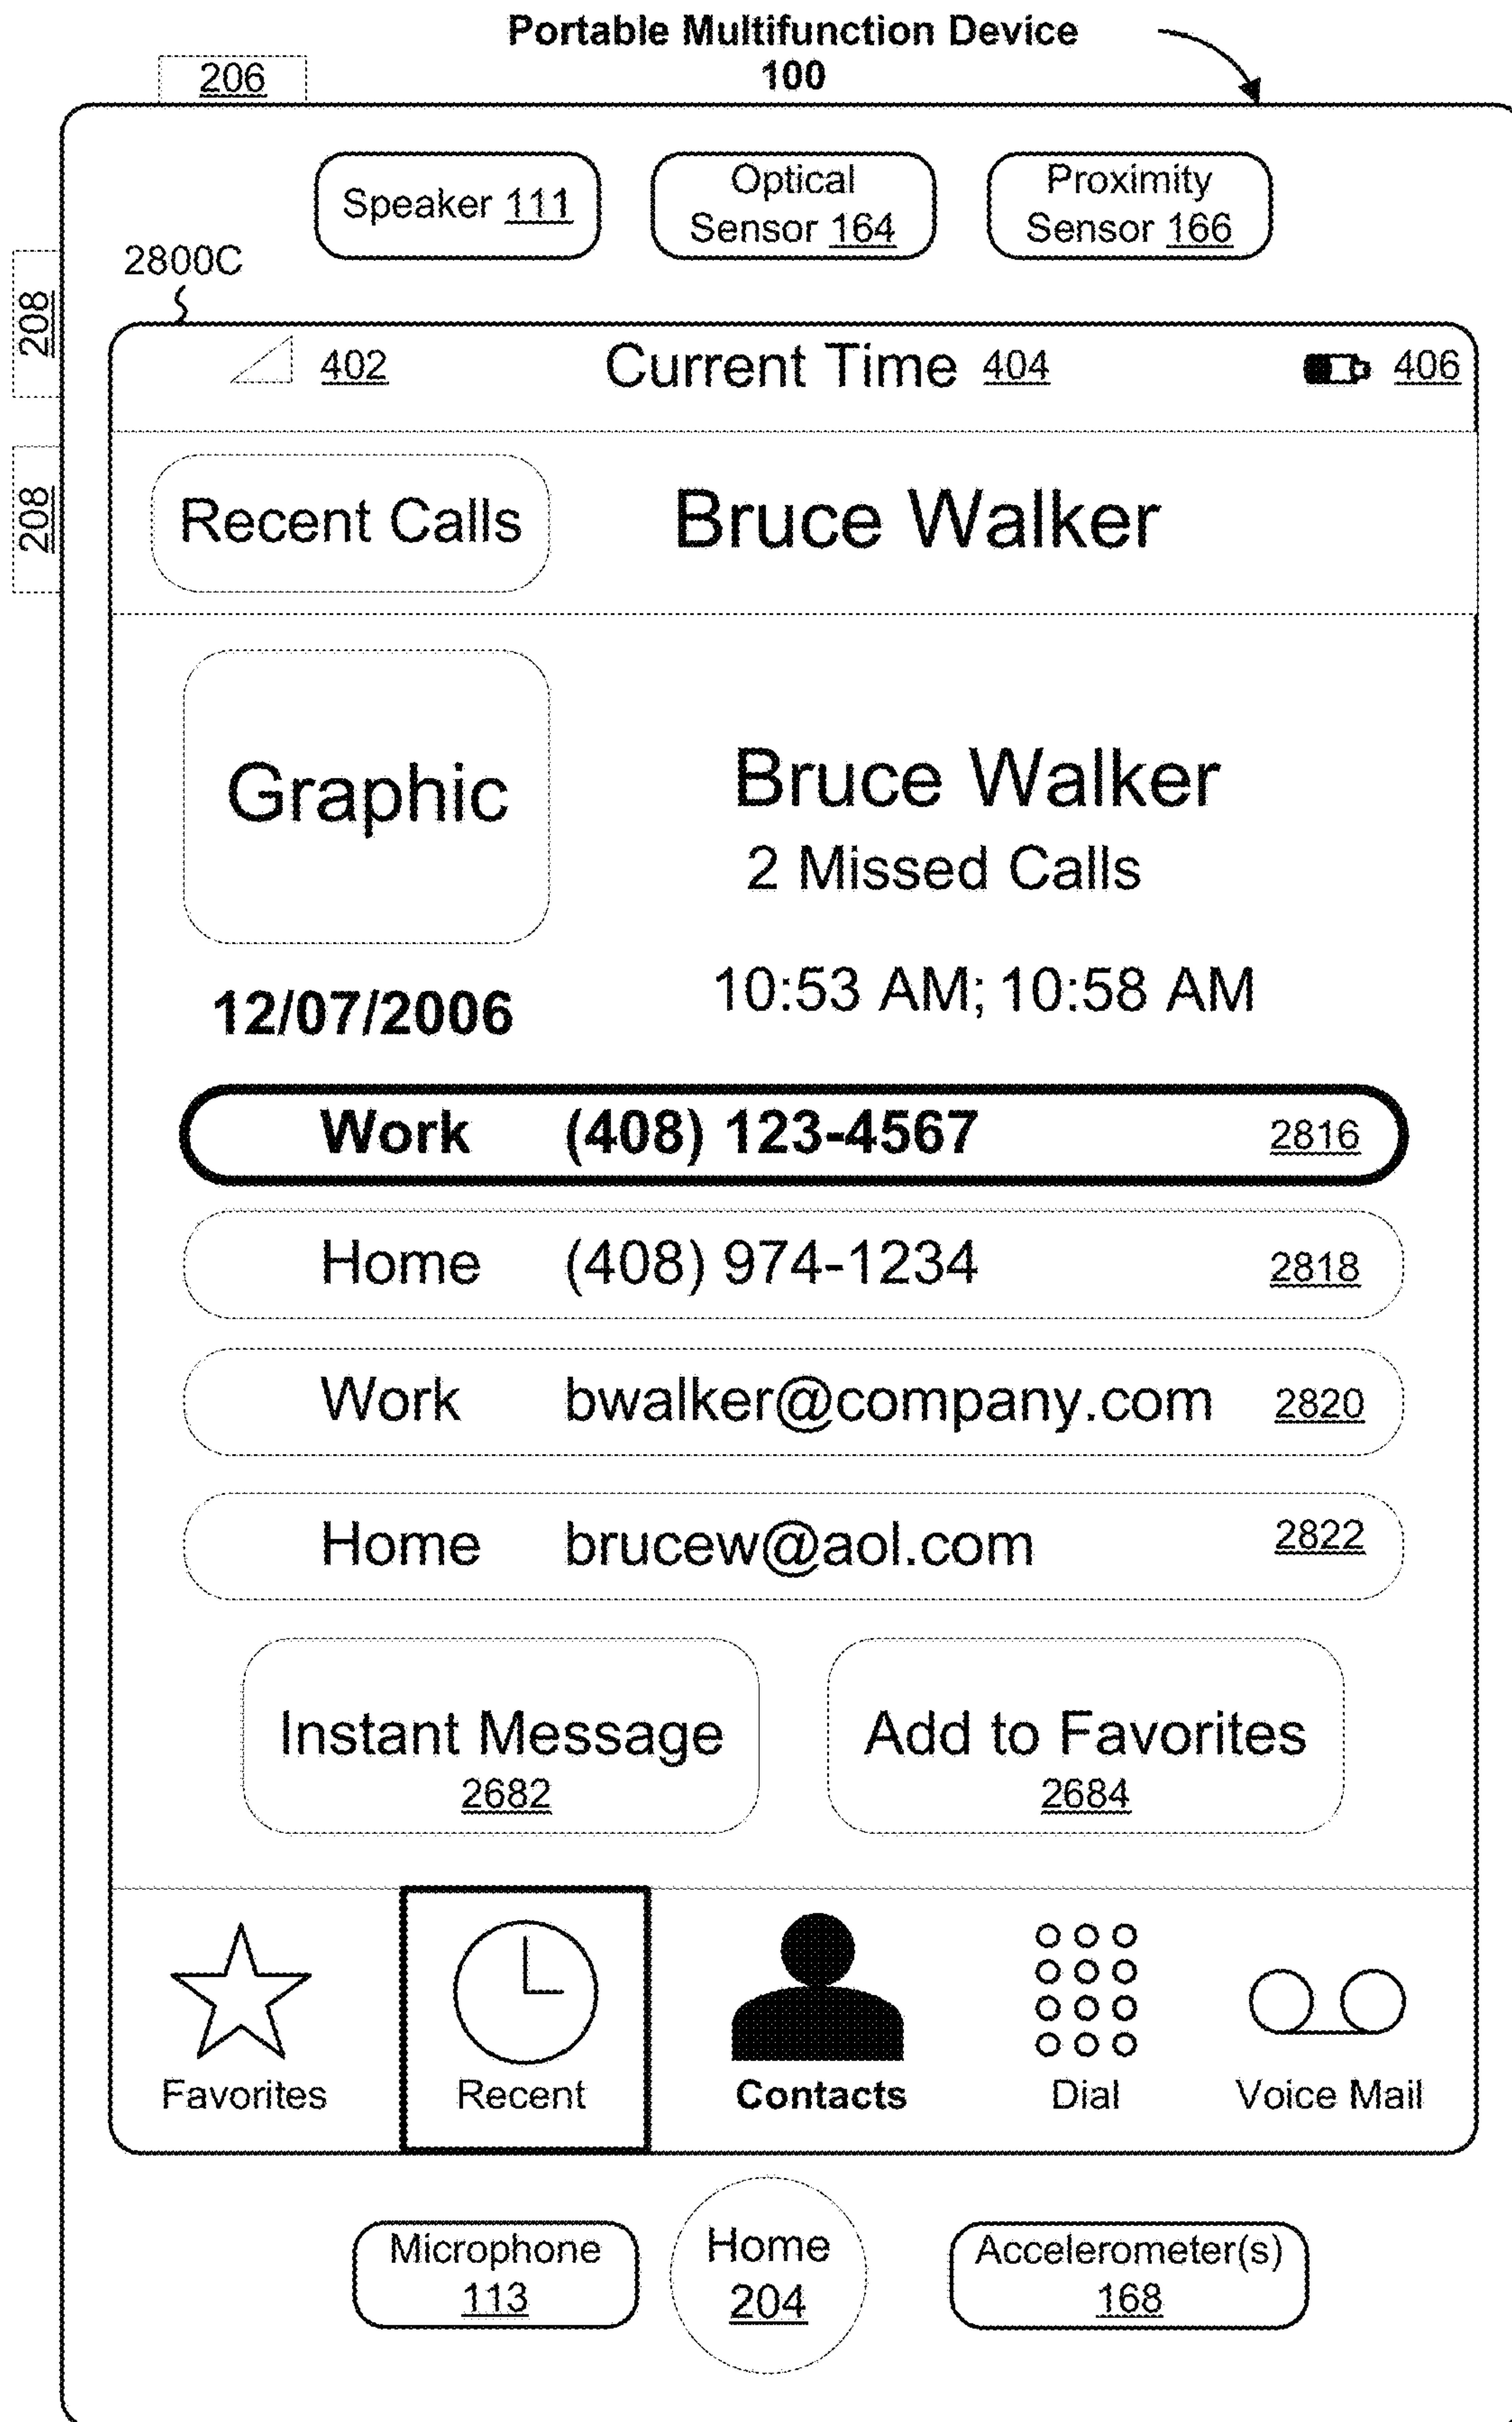 Portable Multifunction Device
100
206
Speaker 111
Optical
Sensor 164
Proximity
Sensor 166
2800C
208
208
402
Current Time 404
406
Recent Calls
Bruce Walker
Graphic
Bruce Walker
2 Missed Calls
12/07/2006
10:53 AM; 10:58 AM
Work (408) 123-4567 2816
Home (408) 974-1234 2818
Work bwalker@company.com 2820
Home brucew@aol.com 2822
Instant Message
2682
Add to Favorites
2684
Favorites
Recent
Contacts
Dial
Voice Mail
Microphone
113
Home
204
Accelerometer(s)
168